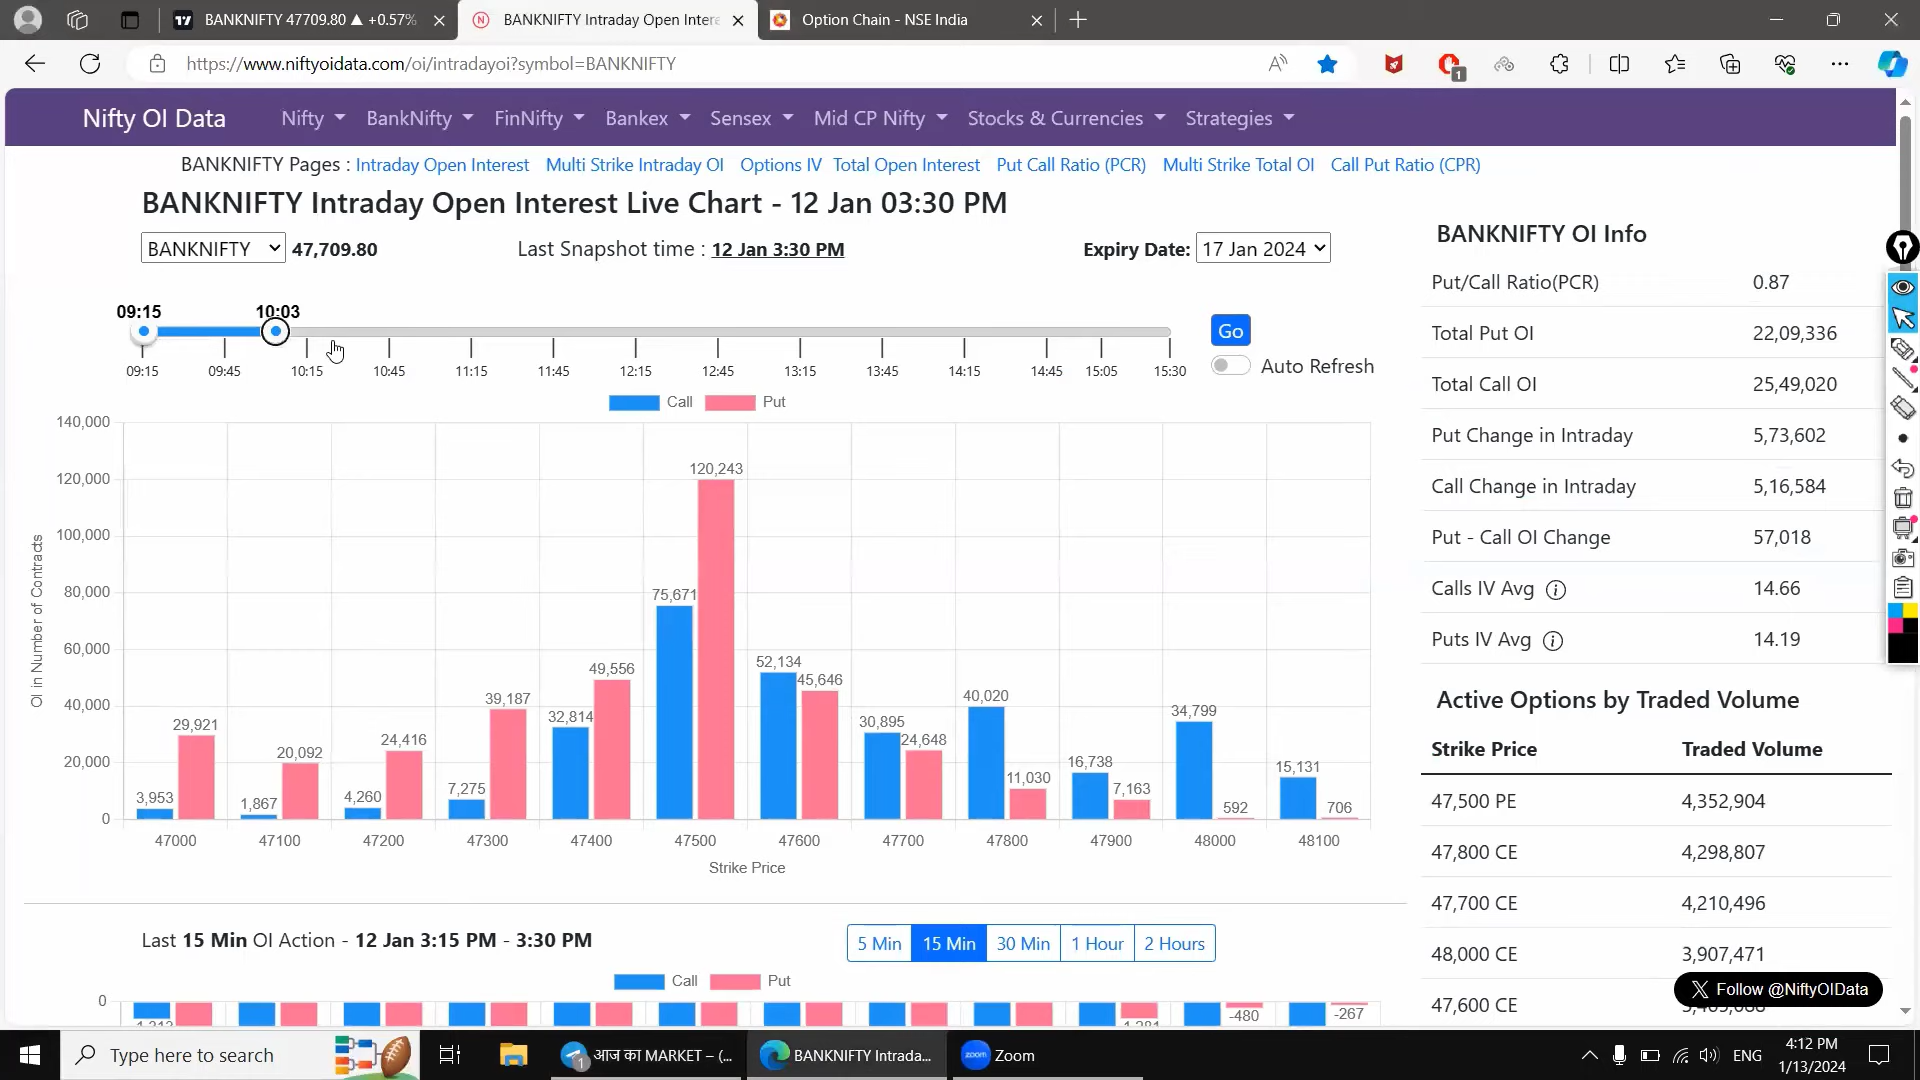 BANKNIFTY 47709.80 ▲ +0.57%
BANKNIFTY Intraday Open Intere
Option Chain - NSE India
https://www.niftyoidata.com/oi/intradayoi?symbol=BANKNIFTY
1
Nifty OI Data
Nifty
BankNifty
FinNifty
Bankex
Sensex
Mid CP Nifty
Stocks & Currencies
Strategies
BANKNIFTY Pages : Intraday Open Interest Multi Strike Intraday OI Options IV Total Open Interest Put Call Ratio (PCR) Multi Strike Total OI Call Put Ratio (CPR)
BANKNIFTY Intraday Open Interest Live Chart - 12 Jan 03:30 PM
BANKNIFTY 47,709.80
Last Snapshot time : 12 Jan 3:30 PM
Expiry Date: 17 Jan 2024
09:15 10:03
Go
09:15 09:45 10:15 10:45 11:15 11:45 12:15 12:45 13:15 13:45 14:15 14:45 15:05 15:30
Auto Refresh
Call Put
OI in Number of Contracts
140,000
120,000
100,000
80,000
60,000
40,000
20,000
0
3,953 29,921
1,867 20,092
4,260 24,416
7,275 39,187
32,814 49,556
75,671 120,243
52,134 45,646
30,895 24,648
40,020 11,030
16,738 7,163
34,799 592
15,131 706
47000 47100 47200 47300 47400 47500 47600 47700 47800 47900 48000 48100
Strike Price
Last 15 Min OI Action - 12 Jan 3:15 PM - 3:30 PM
5 Min 15 Min 30 Min 1 Hour 2 Hours
Call Put
0
-480
-267
BANKNIFTY OI Info
Put/Call Ratio(PCR) 0.87
Total Put OI 22,09,336
Total Call OI 25,49,020
Put Change in Intraday 5,73,602
Call Change in Intraday 5,16,584
Put - Call OI Change 57,018
Calls IV Avg 14.66
Puts IV Avg 14.19
Active Options by Traded Volume
Strike Price Traded Volume
47,500 PE 4,352,904
47,800 CE 4,298,807
47,700 CE 4,210,496
48,000 CE 3,907,471
47,600 CE
Follow @NiftyOIData
Type here to search
1
आज का MARKET – (...
BANKNIFTY Intrada...
zoom
Zoom
ENG
4:12 PM
1/13/2024